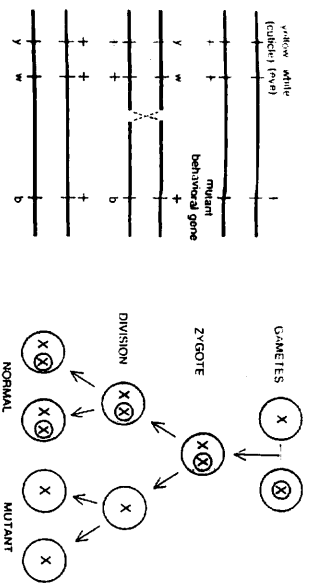 yellow white
(cuticle) (eye)
+ + +
y w +
mutant
behavioral gene
+ + b
+ + +
y w b
GAMETES
X X
ZYGOTE
X X
DIVISION
X X X
X X X X X X
NORMAL MUTANT